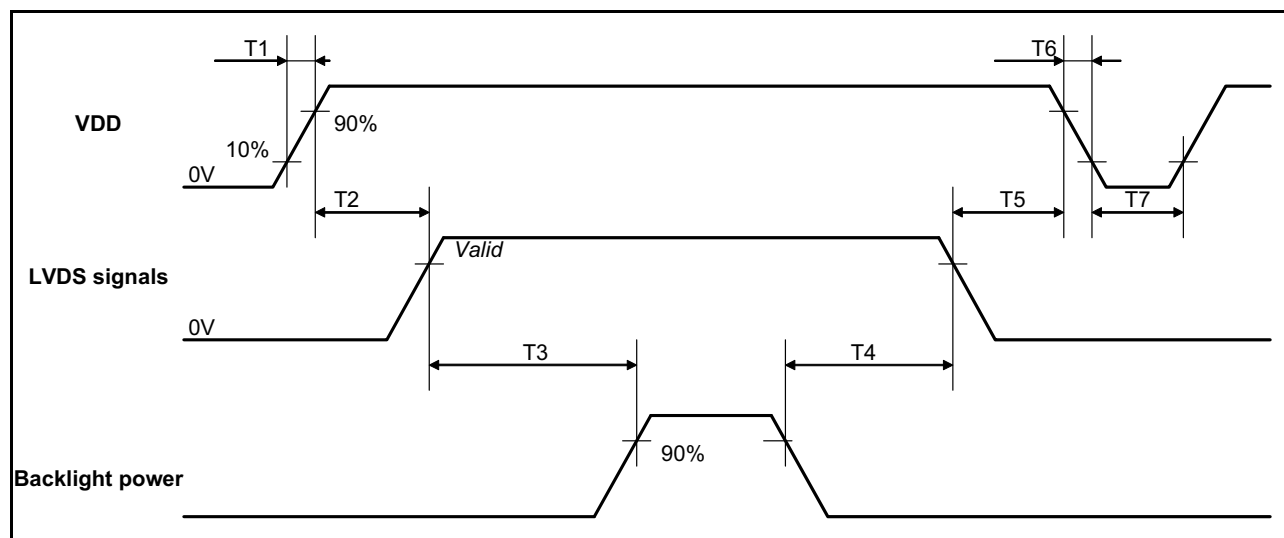 T1
T6
VDD
90%
10%
0V
T2
T5
T7
Valid
LVDS signals
0V
T3
T4
90%
Backlight power